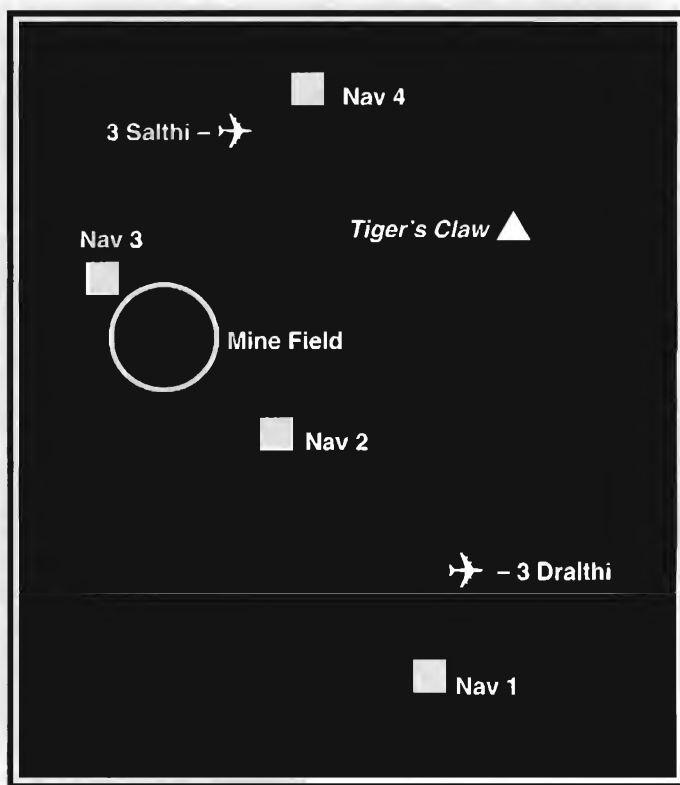 Nav 4
3 Salthi –
Tiger's Claw
Nav 3
Mine Field
Nav 2
– 3 Dralthi
Nav 1